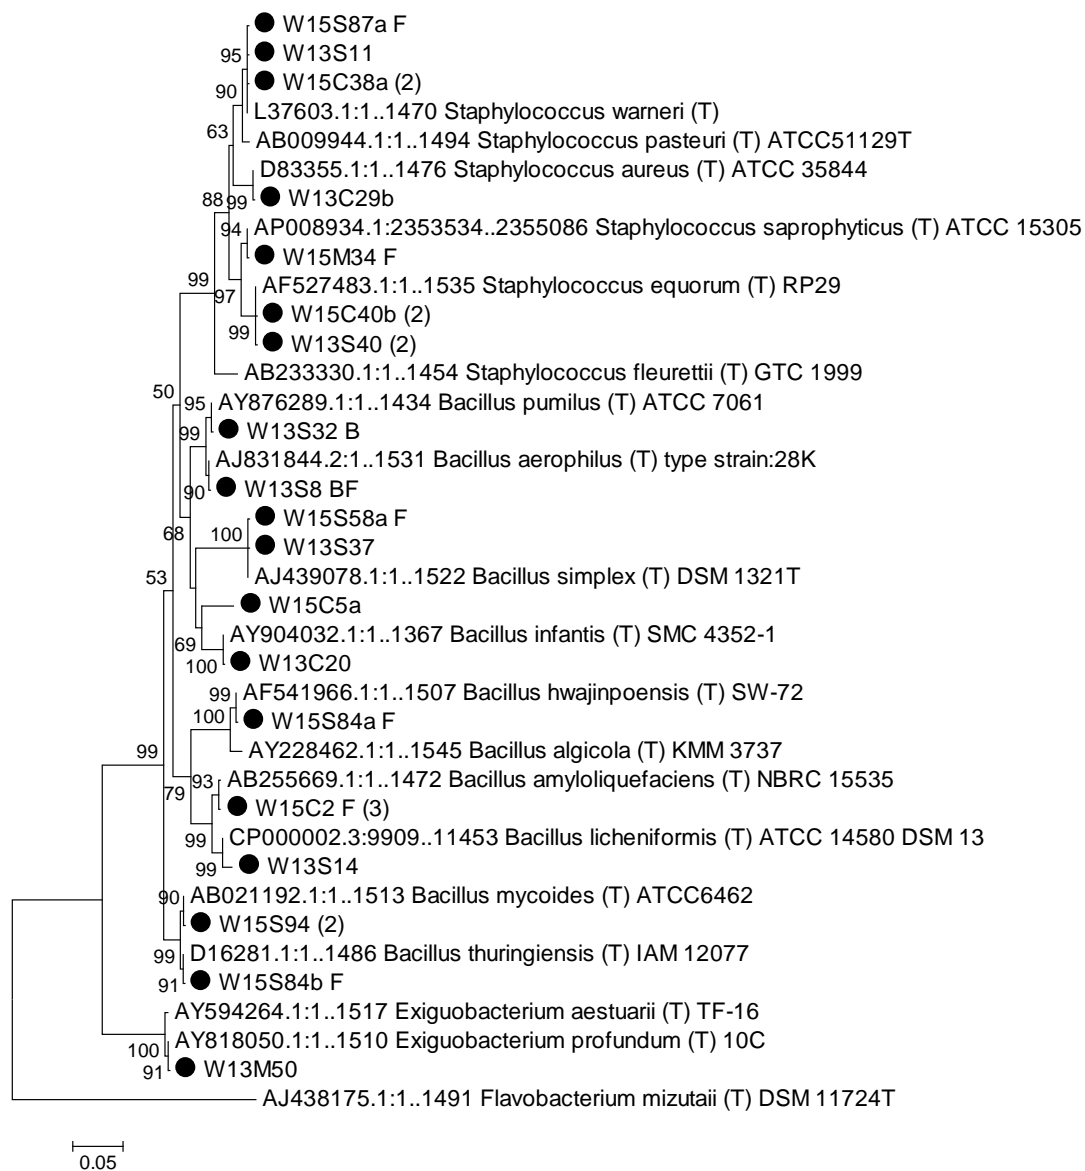 W15S87a F
95
W13S11
W15C38a (2)
90
L37603.1:1..1470 Staphylococcus warneri (T)
63
AB009944.1:1..1494 Staphylococcus pasteuri (T) ATCC51129T
D83355.1:1..1476 Staphylococcus aureus (T) ATCC 35844
88
99
W13C29b
94
AP008934.1:2353534..2355086 Staphylococcus saprophyticus (T) ATCC 15305
W15M34 F
99
AF527483.1:1..1535 Staphylococcus equorum (T) RP29
97
W15C40b (2)
99
W13S40 (2)
AB233330.1:1..1454 Staphylococcus fleurettii (T) GTC 1999
50
95
AY876289.1:1..1434 Bacillus pumilus (T) ATCC 7061
99
W13S32 B
AJ831844.2:1..1531 Bacillus aerophilus (T) type strain:28K
90
W13S8 BF
W15S58a F
68
100
W13S37
53
AJ439078.1:1..1522 Bacillus simplex (T) DSM 1321T
W15C5a
69
AY904032.1:1..1367 Bacillus infantis (T) SMC 4352-1
100
W13C20
99
AF541966.1:1..1507 Bacillus hwajinpoensis (T) SW-72
100
W15S84a F
99
AY228462.1:1..1545 Bacillus algicola (T) KMM 3737
79
93
AB255669.1:1..1472 Bacillus amyloliquefaciens (T) NBRC 15535
W15C2 F (3)
99
CP000002.3:9909..11453 Bacillus licheniformis (T) ATCC 14580 DSM 13
99
W13S14
90
AB021192.1:1..1513 Bacillus mycoides (T) ATCC6462
W15S94 (2)
99
D16281.1:1..1486 Bacillus thuringiensis (T) IAM 12077
91
W15S84b F
AY594264.1:1..1517 Exiguobacterium aestuarii (T) TF-16
100
AY818050.1:1..1510 Exiguobacterium profundum (T) 10C
91
W13M50
AJ438175.1:1..1491 Flavobacterium mizutaii (T) DSM 11724T
0.05